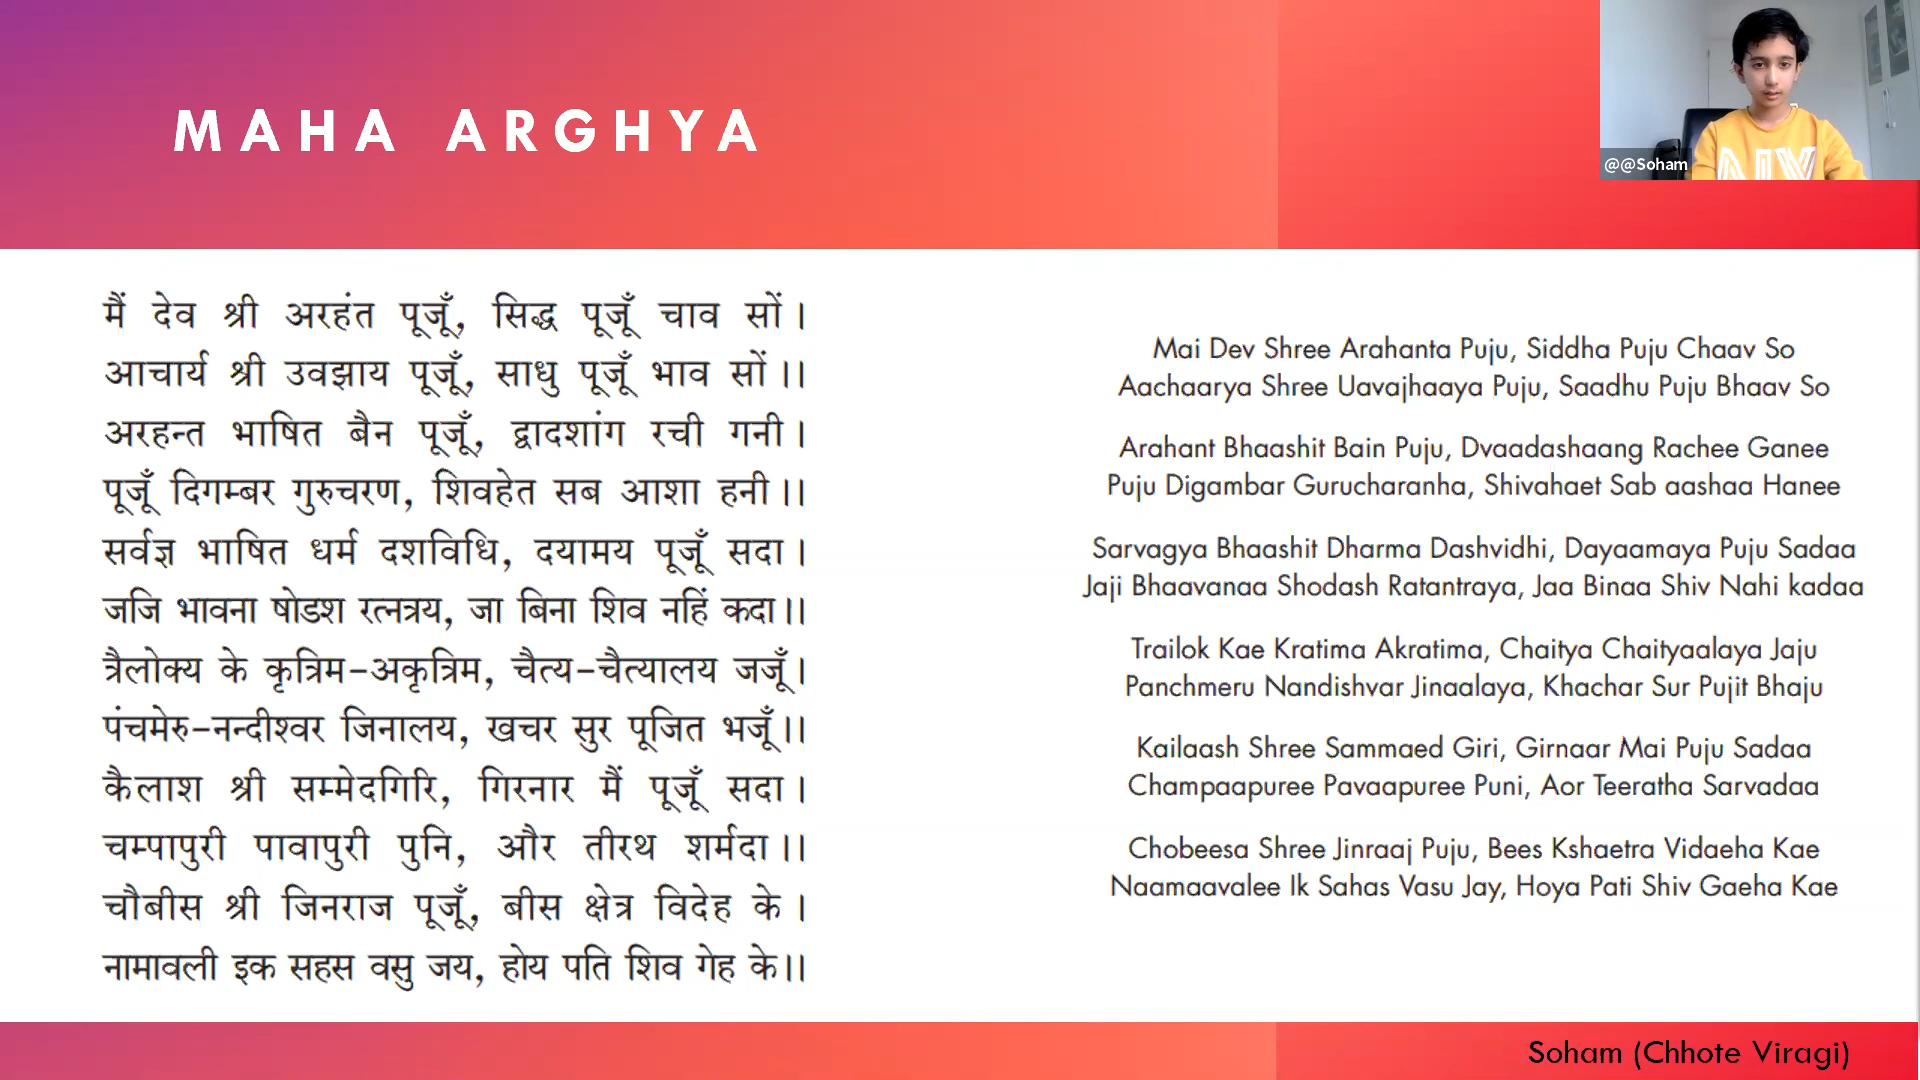 MAHA ARGHYA
@@Soham
मैं देव श्री अरहंत पूजूँ, सिद्ध पूजूँ चाव सों।
आचार्य श्री उवझाय पूजूँ, साधु पूजूँ भाव सों।।
अरहन्त भाषित बैन पूजूँ, द्वादशांग रची गनी।
पूजूँ दिगम्बर गुरुचरण, शिवहेत सब आशा हनी।।
सर्वज्ञ भाषित धर्म दशविधि, दयामय पूजूँ सदा।
जजि भावना षोडश रत्नत्रय, जा बिना शिव नहिं कदा।।
त्रैलोक्य के कृत्रिम-अकृत्रिम, चैत्य-चैत्यालय जजूँ।
पंचमेरु-नन्दीश्वर जिनालय, खचर सुर पूजित भजूँ।।
कैलाश श्री सम्मेदगिरि, गिरनार मैं पूजूँ सदा।
चम्पापुरी पावापुरी पुनि, और तीरथ शर्मदा।।
चौबीस श्री जिनराज पूजूँ, बीस क्षेत्र विदेह के।
नामावली इक सहस वसु जय, होय पति शिव गेह के।।
Mai Dev Shree Arahanta Puju, Siddha Puju Chaav So
Aachaarya Shree Uavajhaaya Puju, Saadhu Puju Bhaav So
Arahant Bhaashit Bain Puju, Dvaadashaang Rachee Ganee
Puju Digambar Gurucharanha, Shivahaet Sab aashaa Hanee
Sarvagya Bhaashit Dharma Dashvidhi, Dayaamaya Puju Sadaa
Jaji Bhaavanaa Shodash Ratantraya, Jaa Binaa Shiv Nahi kadaa
Trailok Kae Kratima Akratima, Chaitya Chaityaalaya Jaju
Panchmeru Nandishvar Jinaalaya, Khachar Sur Pujit Bhaju
Kailaash Shree Sammaed Giri, Girnaar Mai Puju Sadaa
Champaapuree Pavaapuree Puni, Aor Teeratha Sarvadaa
Chobeesa Shree Jinraaj Puju, Bees Kshaetra Vidaeha Kae
Naamaavalee Ik Sahas Vasu Jay, Hoya Pati Shiv Gaeha Kae
Soham (Chhote Viragi)